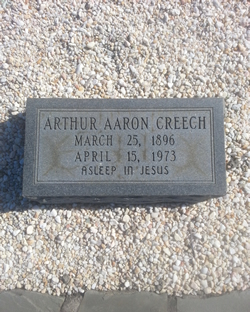 ARTHUR AARON CREECH
MARCH 25, 1896
APRIL 15, 1973
ASLEEP IN JESUS